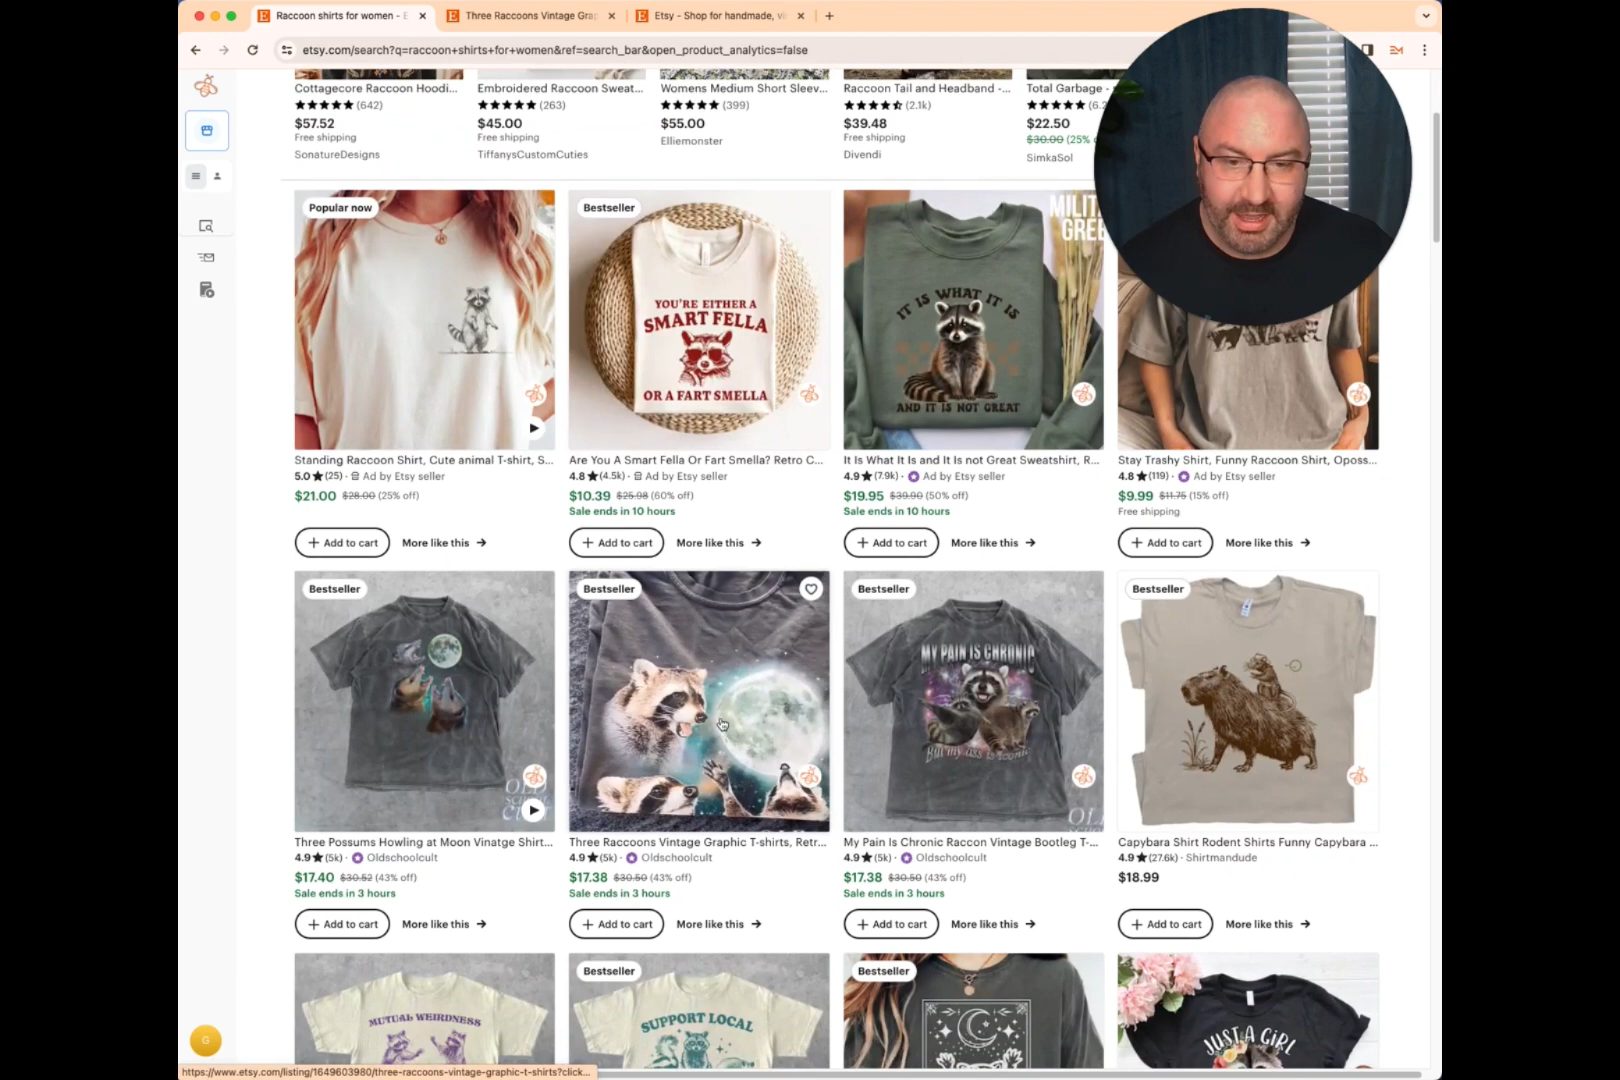 Raccoon shirts for women - E
Three Raccoons Vintage Grap
Etsy - Shop for handmade, vi
etsy.com/search?q=raccoon+shirts+for+women&ref=search_bar&open_product_analytics=false
Cottagecore Raccoon Hoodi...
(642)
$57.52
Free shipping
SonatureDesigns
Embroidered Raccoon Sweat...
(263)
$45.00
Free shipping
TiffanysCustomCuties
Womens Medium Short Sleev...
(399)
$55.00
Elliemonster
Raccoon Tail and Headband -...
(2.1k)
$39.48
Free shipping
Divendi
Total Garbage -
(6.2
$22.50
$30.00 (25%
SimkaSol
Popular now
Standing Raccoon Shirt, Cute animal T-shirt, S...
5.0 (25) · Ad by Etsy seller
$21.00 $28.00 (25% off)
Add to cart More like this
Bestseller
YOU'RE EITHER A
SMART FELLA
OR A FART SMELLA
Are You A Smart Fella Or Fart Smella? Retro C...
4.8 (4.5k) · Ad by Etsy seller
$10.39 $25.98 (60% off)
Sale ends in 10 hours
Add to cart More like this
GREE
IT IS WHAT IT IS
AND IT IS NOT GREAT
It Is What It Is and It Is not Great Sweatshirt, R...
4.9 (7.9k) · Ad by Etsy seller
$19.95 $39.90 (50% off)
Sale ends in 10 hours
Add to cart More like this
Stay Trashy Shirt, Funny Raccoon Shirt, Oposs...
4.8 (119) · Ad by Etsy seller
$9.99 $11.75 (15% off)
Free shipping
Add to cart More like this
Bestseller
Three Possums Howling at Moon Vinatge Shirt...
4.9 (5k) · Oldschoolcult
$17.40 $30.52 (43% off)
Sale ends in 3 hours
Add to cart More like this
Bestseller
Three Raccoons Vintage Graphic T-shirts, Retr...
4.9 (5k) · Oldschoolcult
$17.38 $30.50 (43% off)
Sale ends in 3 hours
Add to cart More like this
Bestseller
MY PAIN IS CHRONIC
But my ass is iconic
My Pain Is Chronic Raccon Vintage Bootleg T-...
4.9 (5k) · Oldschoolcult
$17.38 $30.50 (43% off)
Sale ends in 3 hours
Add to cart More like this
Bestseller
Capybara Shirt Rodent Shirts Funny Capybara ...
4.9 (27.6k) · Shirtmandude
$18.99
Add to cart More like this
MUTUAL WEIRDNESS
Bestseller
SUPPORT LOCAL
Bestseller
JUST A GIRL
G
https://www.etsy.com/listing/1649603980/three-raccoons-vintage-graphic-t-shirts?click...